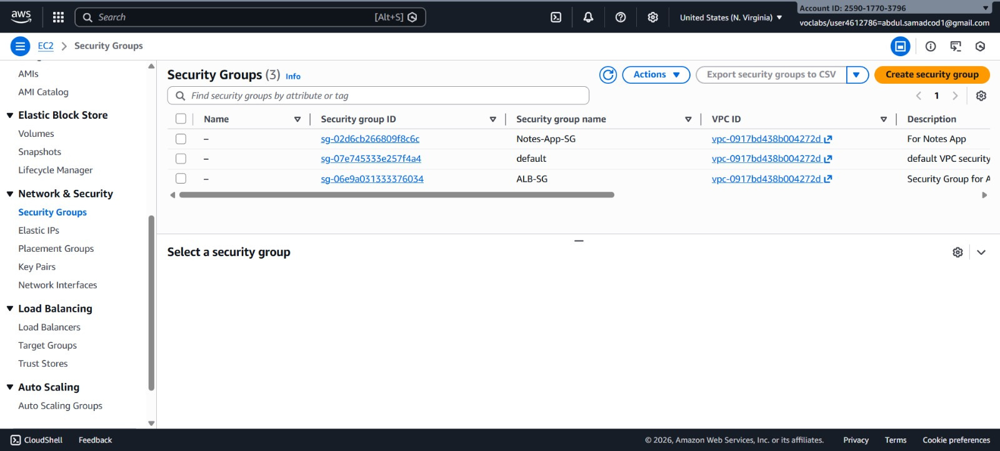 aws
Search [Alt+S]
United States (N. Virginia)
Account ID: 2590-1770-3796
voclabs/user4612786=abdul.samadcod1@gmail.com
EC2 > Security Groups
AMIs
AMI Catalog
Elastic Block Store
Volumes
Snapshots
Lifecycle Manager
Network & Security
Security Groups
Elastic IPs
Placement Groups
Key Pairs
Network Interfaces
Load Balancing
Load Balancers
Target Groups
Trust Stores
Auto Scaling
Auto Scaling Groups
Security Groups (3) Info
Actions
Export security groups to CSV
Create security group
Find security groups by attribute or tag
1
Name Security group ID Security group name VPC ID Description
– sg-02d6cb266809f8c6c Notes-App-SG vpc-0917bd438b004272d For Notes App
– sg-07e745333e257f4a4 default vpc-0917bd438b004272d default VPC security
– sg-06e9a031333376034 ALB-SG vpc-0917bd438b004272d Security Group for A
Select a security group
CloudShell Feedback
© 2026, Amazon Web Services, Inc. or its affiliates. Privacy Terms Cookie preferences